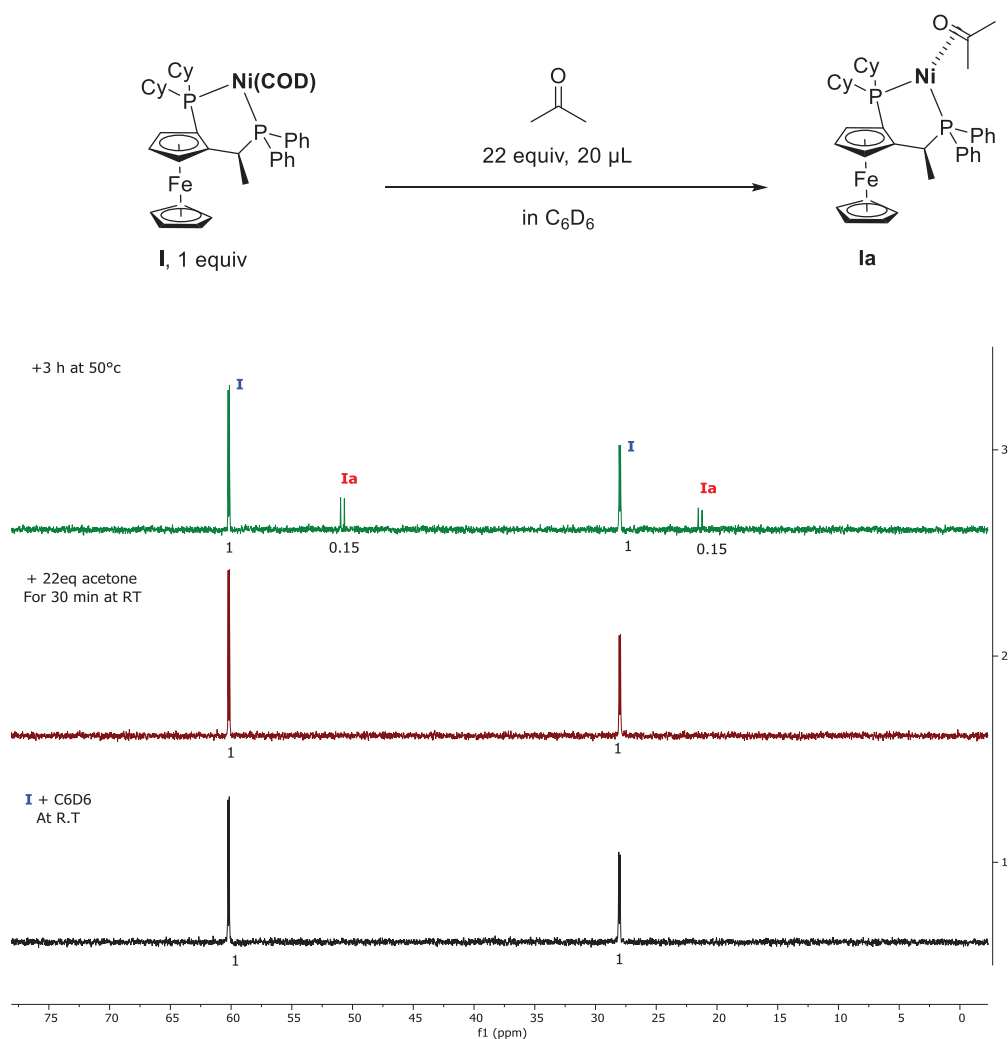 Cy
Cy
P
Ni(COD)
P
Ph
Ph
Fe
I, 1 equiv
O
22 equiv, 20 µL
in C6D6
O
Cy
Cy
P
Ni
P
Ph
Ph
Fe
Ia
+3 h at 50°c
I
Ia
I
Ia
1
0.15
1
0.15
3
+ 22eq acetone
For 30 min at RT
1
1
2
I + C6D6
At R.T
1
1
1
75 70 65 60 55 50 45 40 35 30 25 20 15 10 5 0
f1 (ppm)